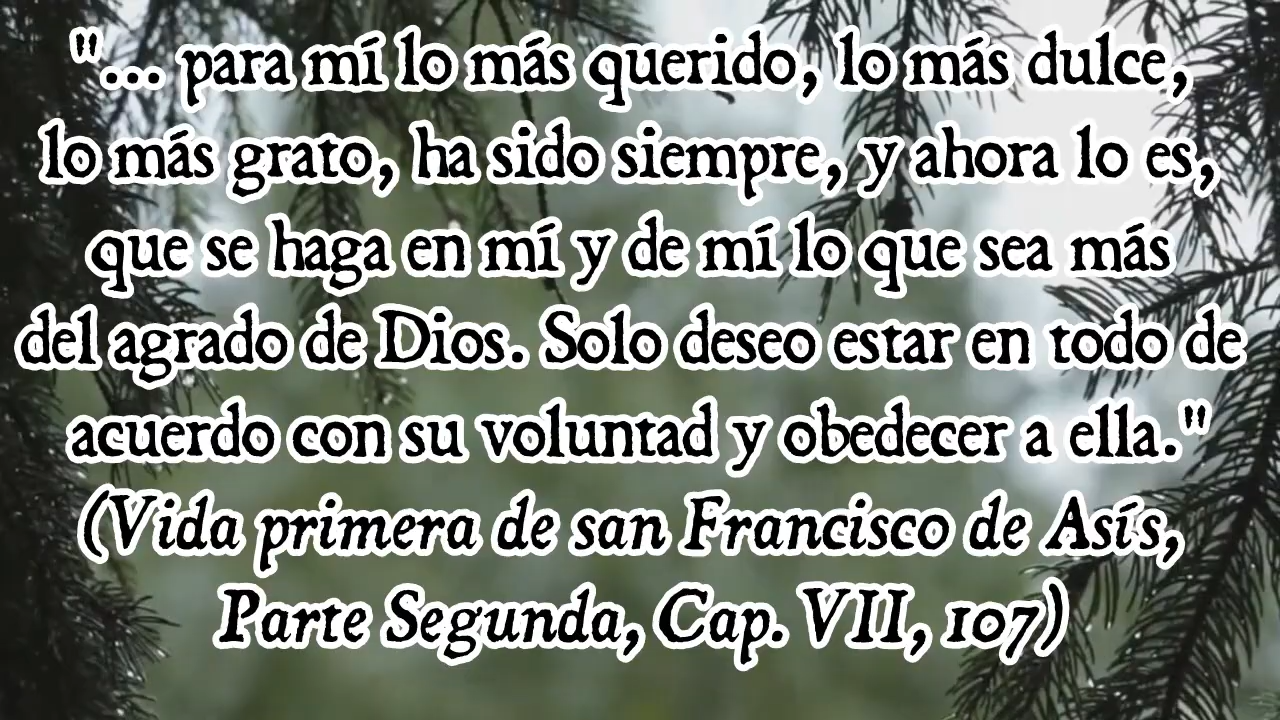 "... para mí lo más querido, lo más dulce,
lo más grato, ha sido siempre, y ahora lo es,
que se haga en mí y de mí lo que sea más
del agrado de Dios. Solo deseo estar en todo de
acuerdo con su voluntad y obedecer a ella."
(Vida primera de san Francisco de Asís,
Parte Segunda, Cap. VII, 107)